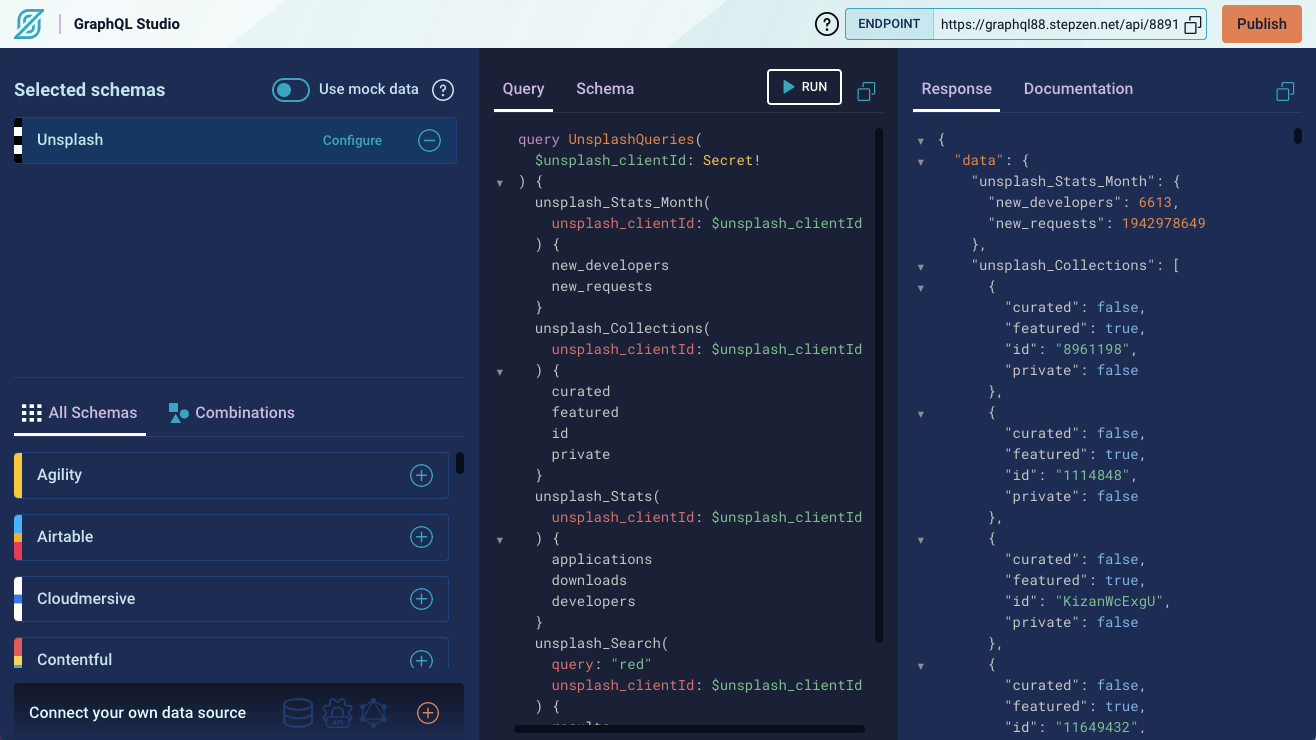 GraphQL Studio
?
ENDPOINT
https://graphql88.stepzen.net/api/8891
Publish
Selected schemas
Use mock data
?
Unsplash
Configure
All Schemas
Combinations
Agility
Airtable
Cloudmersive
Contentful
Connect your own data source
API
Query
Schema
RUN
query UnsplashQueries(
$unsplash_clientId: Secret!
) {
unsplash_Stats_Month(
unsplash_clientId: $unsplash_clientId
) {
new_developers
new_requests
}
unsplash_Collections(
unsplash_clientId: $unsplash_clientId
) {
curated
featured
id
private
}
unsplash_Stats(
unsplash_clientId: $unsplash_clientId
) {
applications
downloads
developers
}
unsplash_Search(
query: "red"
unsplash_clientId: $unsplash_clientId
) {
Response
Documentation
{
"data": {
"unsplash_Stats_Month": {
"new_developers": 6613,
"new_requests": 1942978649
},
"unsplash_Collections": [
{
"curated": false,
"featured": true,
"id": "8961198",
"private": false
},
{
"curated": false,
"featured": true,
"id": "1114848",
"private": false
},
{
"curated": false,
"featured": true,
"id": "KizanWcExgU",
"private": false
},
{
"curated": false,
"featured": true,
"id": "11649432",